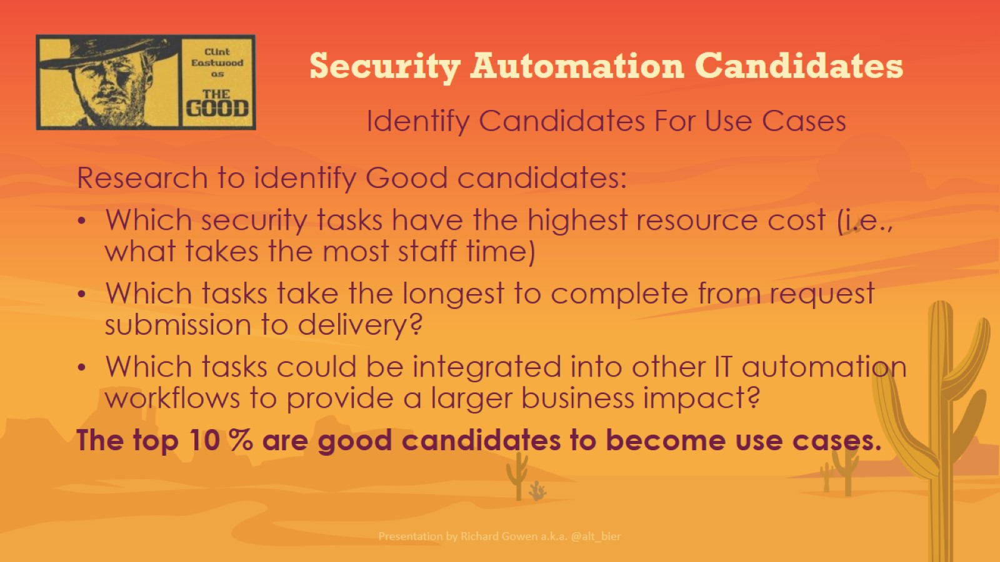 Clint
Eastwood
as
THE
GOOD
Security Automation Candidates
Identify Candidates For Use Cases
Research to identify Good candidates:
• Which security tasks have the highest resource cost (i.e.,
what takes the most staff time)
• Which tasks take the longest to complete from request
submission to delivery?
• Which tasks could be integrated into other IT automation
workflows to provide a larger business impact?
The top 10 % are good candidates to become use cases.
Presentation by Richard Gowen a.k.a. @alt_bier